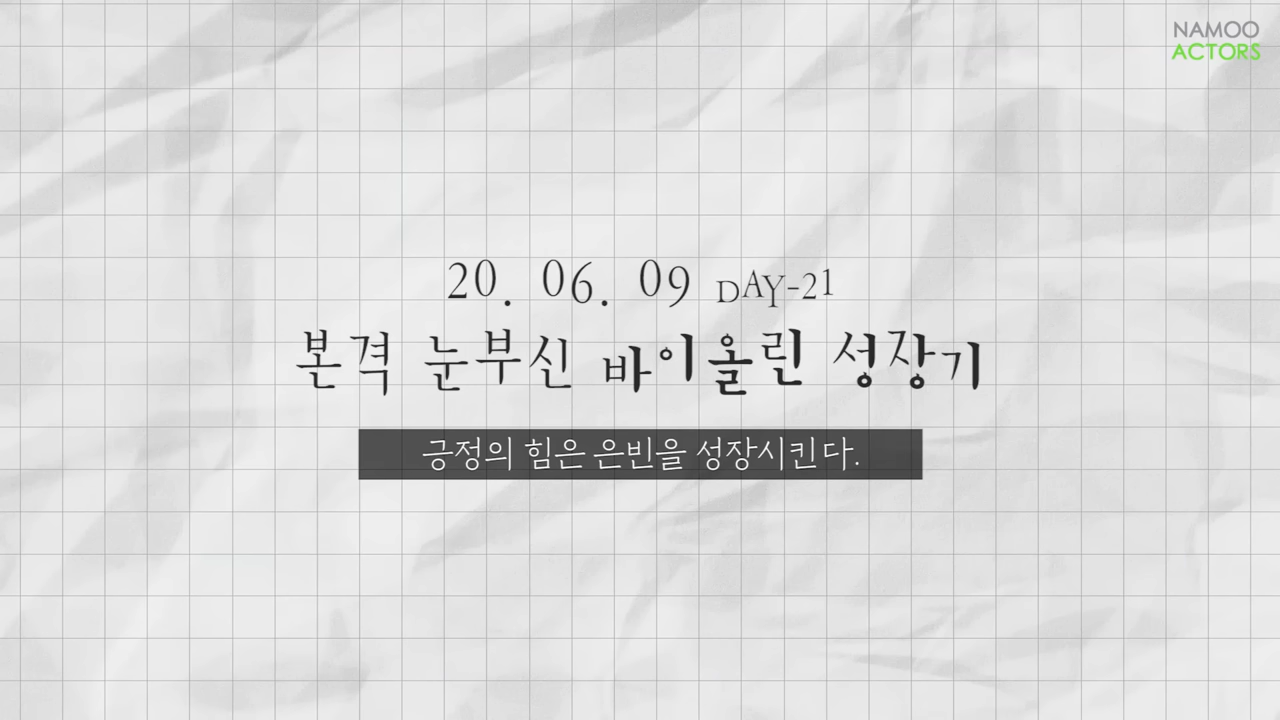 NAMOO
ACTORS
20. 06. 09 DAY-21
본격 눈부신 바이올린 성장기
긍정의 힘은 은빈을 성장시킨다.